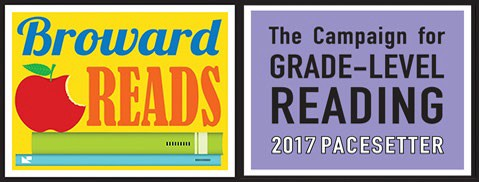 Broward
READS
The Campaign for
GRADE-LEVEL
READING
2017 PACESETTER